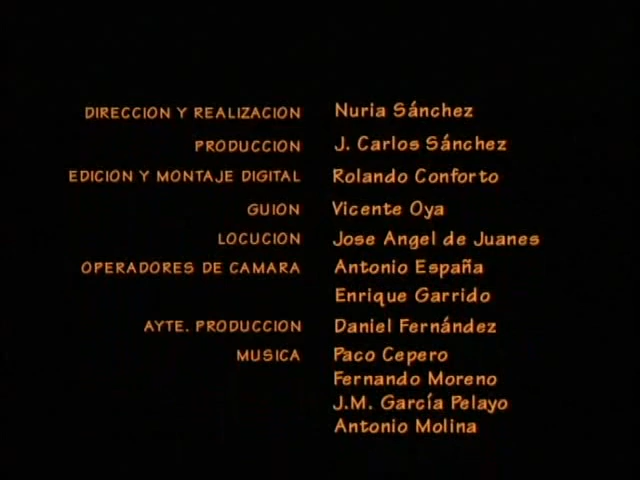 DIRECCION Y REALIZACION Nuria Sánchez
PRODUCCION J. Carlos Sánchez
EDICION Y MONTAJE DIGITAL Rolando Conforto
GUION Vicente Oya
LOCUCION Jose Angel de Juanes
OPERADORES DE CAMARA Antonio España
Enrique Garrido
AYTE. PRODUCCION Daniel Fernández
MUSICA Paco Cepero
Fernando Moreno
J.M. García Pelayo
Antonio Molina